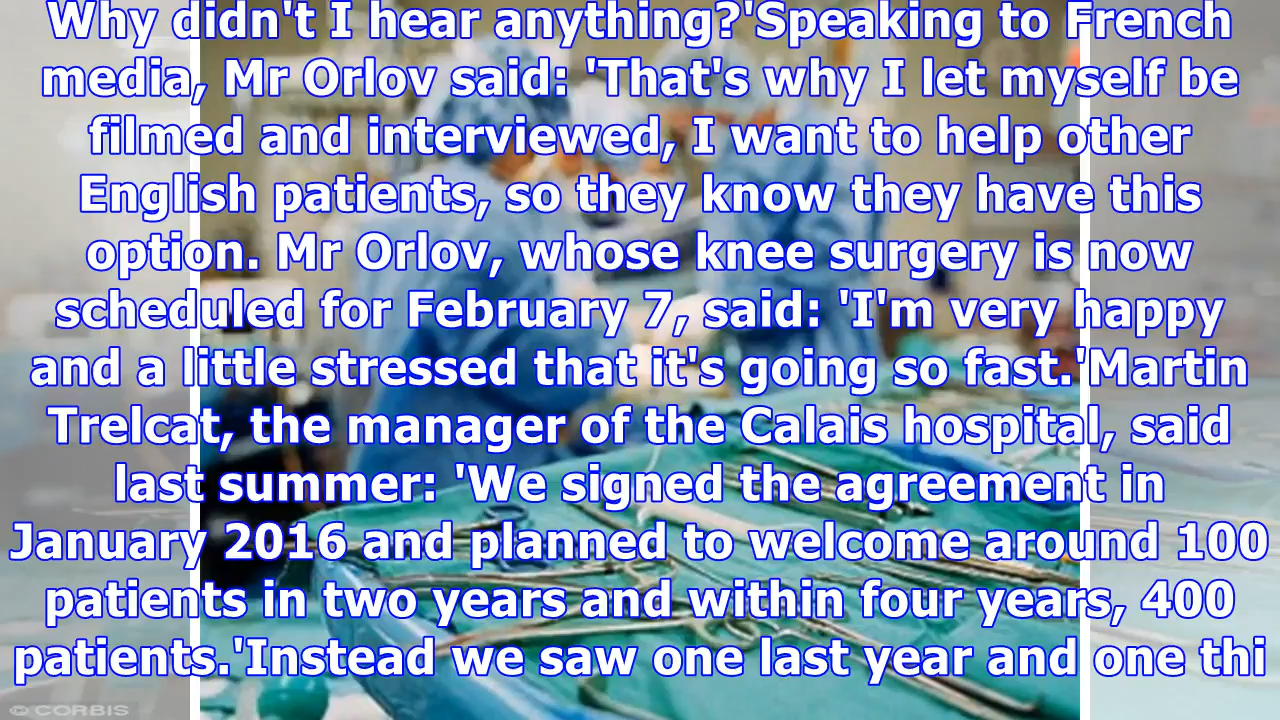 Why didn't I hear anything?'Speaking to French
media, Mr Orlov said: 'That's why I let myself be
filmed and interviewed, I want to help other
English patients, so they know they have this
option. Mr Orlov, whose knee surgery is now
scheduled for February 7, said: 'I'm very happy
and a little stressed that it's going so fast.'Martin
Trelcat, the manager of the Calais hospital, said
last summer: 'We signed the agreement in
January 2016 and planned to welcome around 100
patients in two years and within four years, 400
patients.'Instead we saw one last year and one thi
© CORBIS